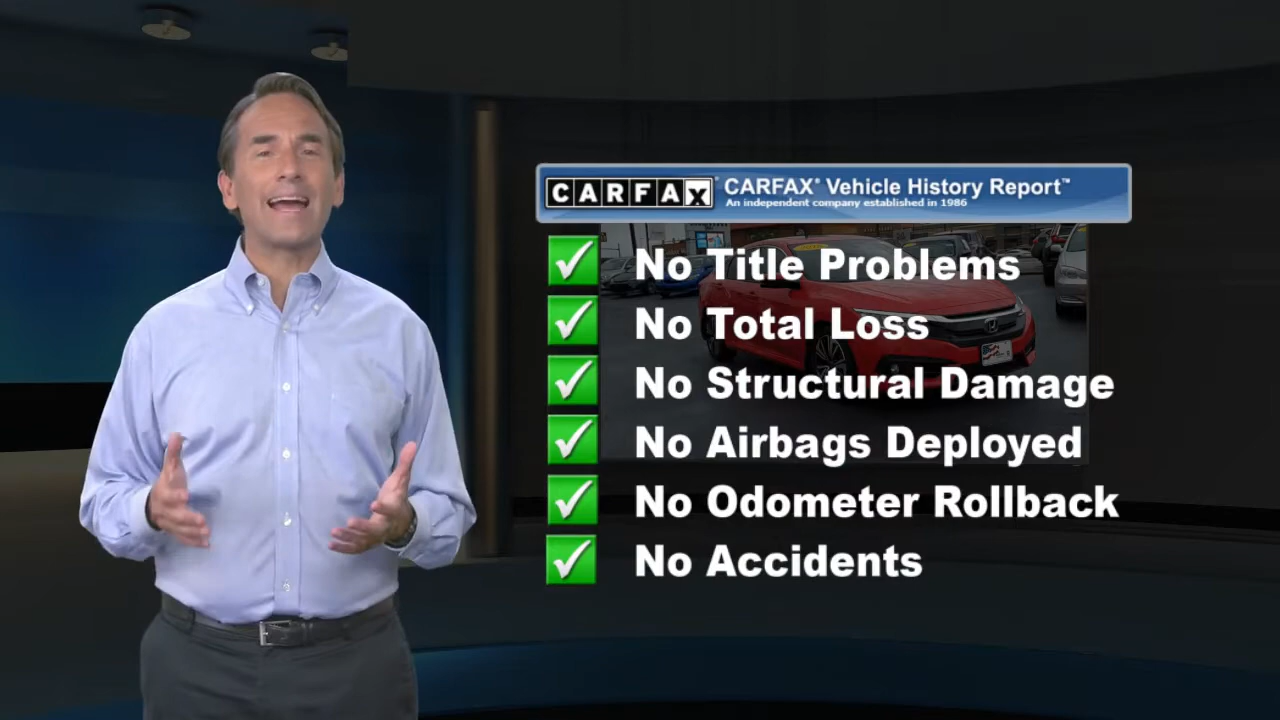 CARFAX® CARFAX® Vehicle History Report™
An independent company established in 1986
No Title Problems
No Total Loss
No Structural Damage
No Airbags Deployed
No Odometer Rollback
No Accidents